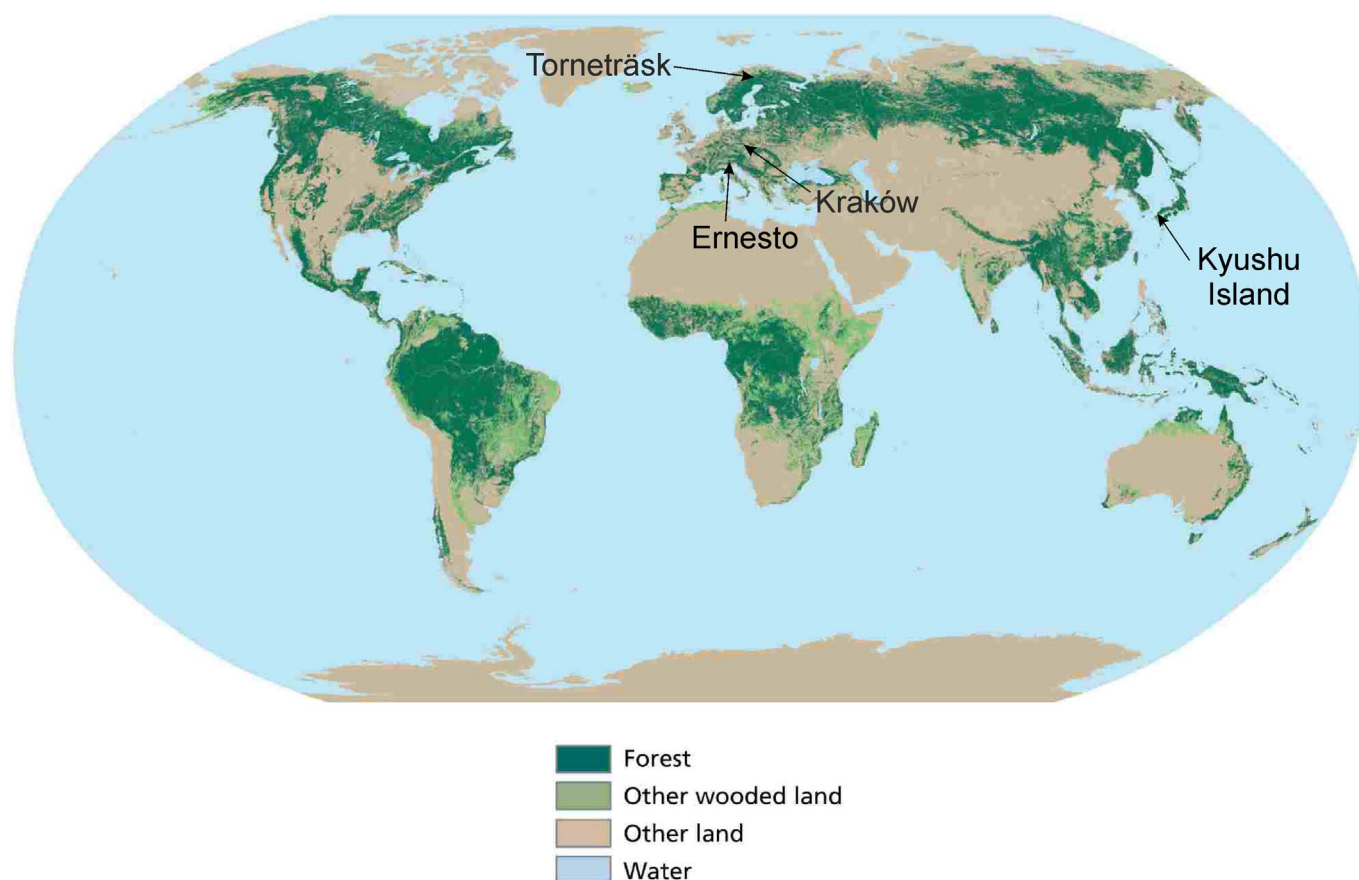 Torneträsk
Kraków
Ernesto
Kyushu
Island
Forest
Other wooded land
Other land
Water